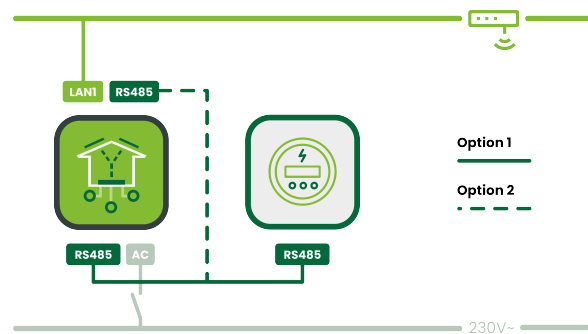 LAN1 RS485
Option 1
Option 2
RS485 AC RS485
230V~